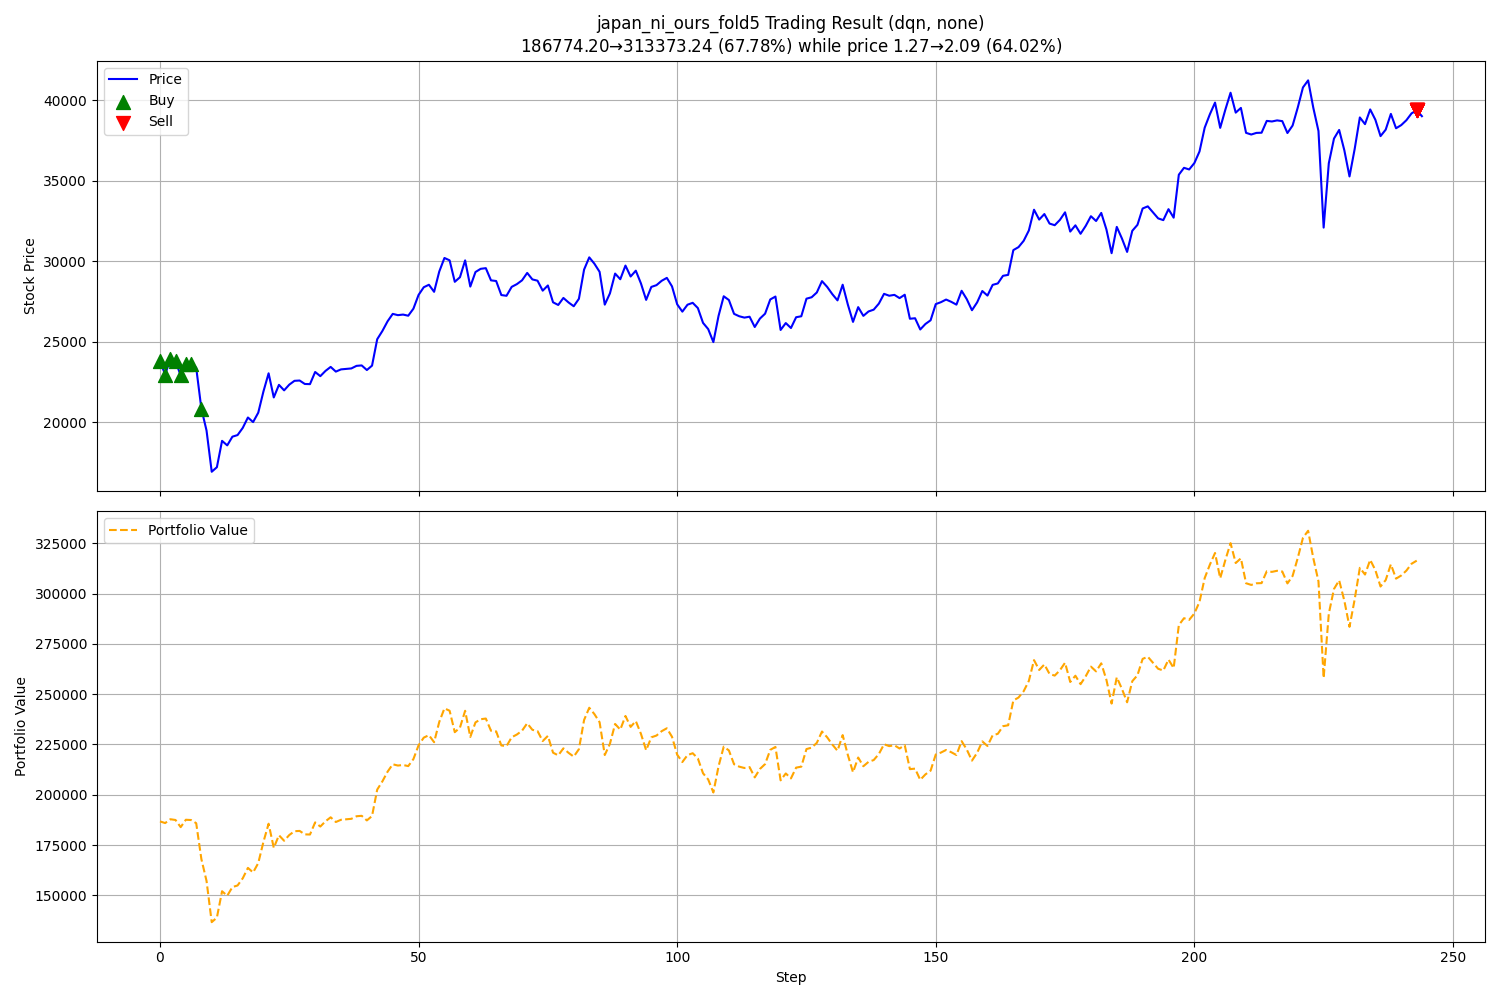 japan_ni_ours_fold5 Trading Result (dqn, none)
186774.20→313373.24 (67.78%) while price 1.27→2.09 (64.02%)
Price
Buy
Sell
40000
35000
30000
25000
20000
Stock Price
Portfolio Value
325000
300000
275000
250000
225000
200000
175000
150000
Portfolio Value
0
50
100
150
200
250
Step